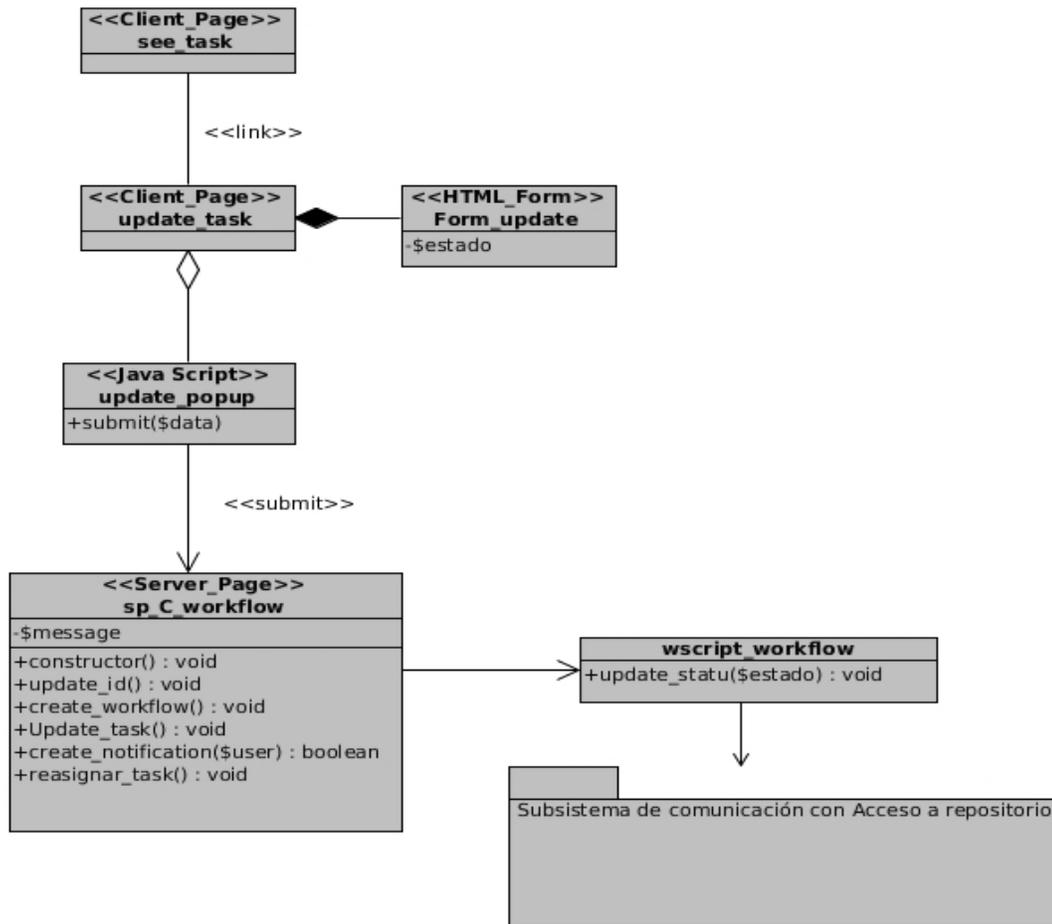 <<Client_Page>>
see_task
<<link>>
<<Client_Page>>
update_task
<<HTML_Form>>
Form_update
-$estado
<<Java Script>>
update_popup
+submit($data)
<<submit>>
<<Server_Page>>
sp_C_workflow
-$message
+constructor() : void
+update_id() : void
+create_workflow() : void
+Update_task() : void
+create_notification($user) : boolean
+reasignar_task() : void
wscript_workflow
+update_statu($estado) : void
Subsistema de comunicación con Acceso a repositorio